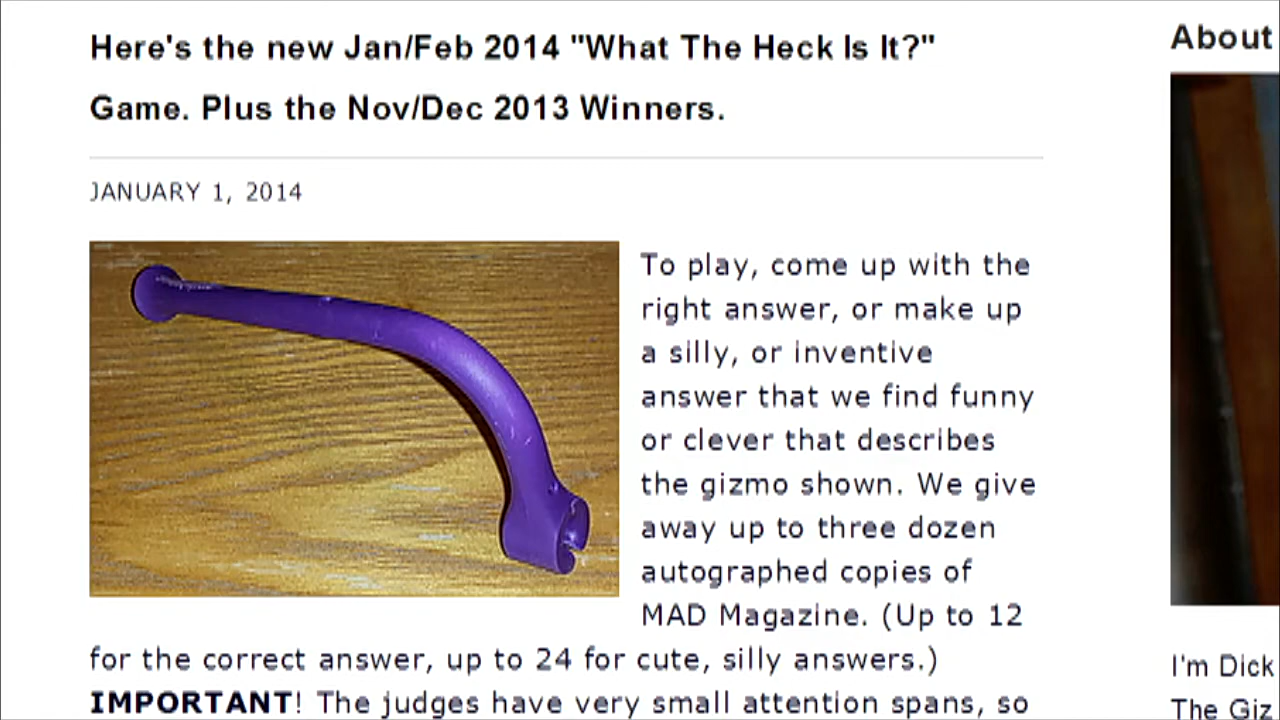 Here's the new Jan/Feb 2014 "What The Heck Is It?"
Game. Plus the Nov/Dec 2013 Winners.
JANUARY 1, 2014
To play, come up with the
right answer, or make up
a silly, or inventive
answer that we find funny
or clever that describes
the gizmo shown. We give
away up to three dozen
autographed copies of
MAD Magazine. (Up to 12
for the correct answer, up to 24 for cute, silly answers.)
IMPORTANT! The judges have very small attention spans, so
About
I'm Dick
The Giz